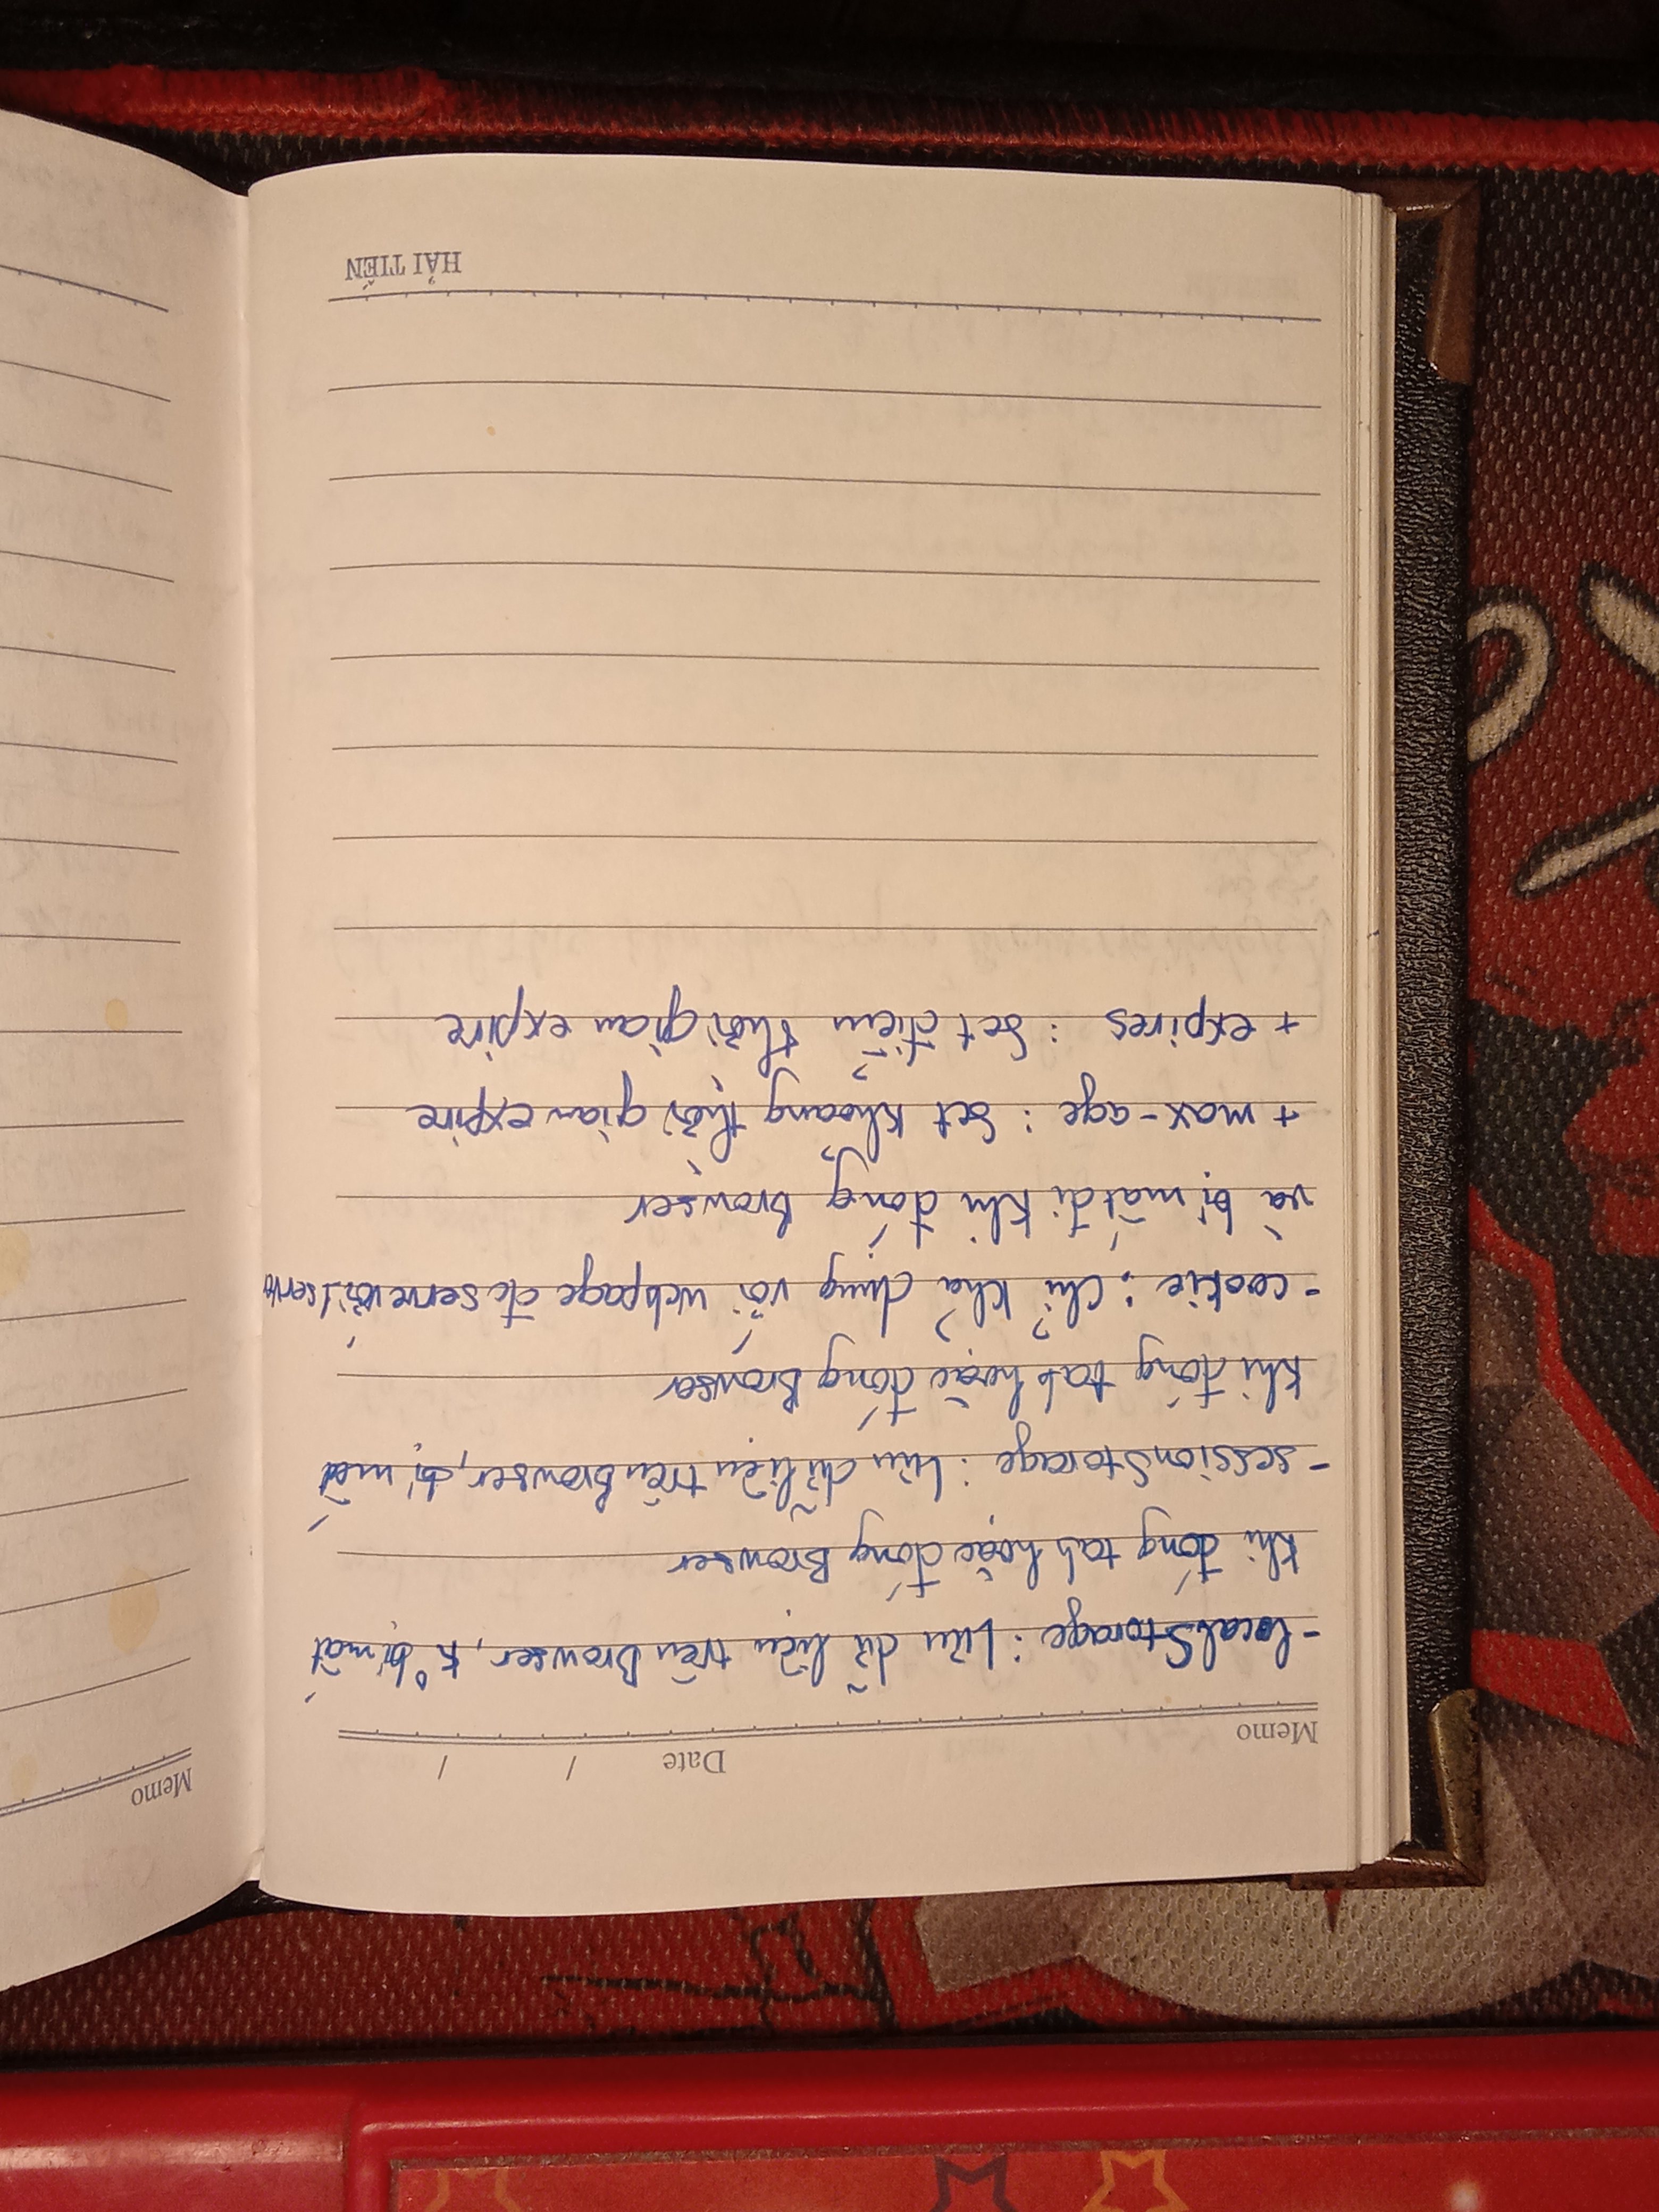 Memo Date / /
- localStorage : Lưu dữ liệu trên Browser, k° bị mất
khi đóng tab hoặc đóng Browser
- sessionStorage : Lưu dữ liệu trên Browser, bị mất
khi đóng tab hoặc đóng Browser
- cookie : Chỉ khả dụng với webpage đc serve với 1 server
và bị mất đi khi đóng Browser
+ max-age : Set khoảng thời gian expire
+ expires : Set điểm thời gian expire
HẢI TIẾN
Memo